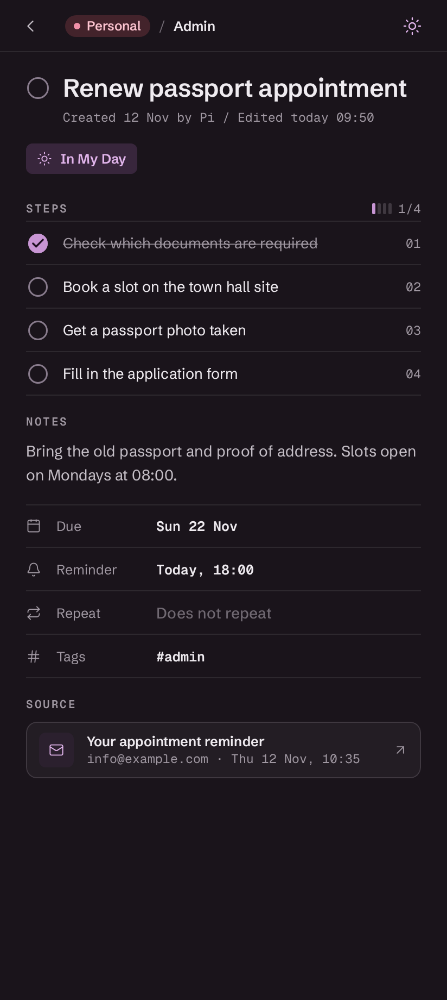 Personal / Admin
Renew passport appointment
Created 12 Nov by Pi / Edited today 09:50
In My Day
STEPS 1/4
Check which documents are required 01
Book a slot on the town hall site 02
Get a passport photo taken 03
Fill in the application form 04
NOTES
Bring the old passport and proof of address. Slots open
on Mondays at 08:00.
Due Sun 22 Nov
Reminder Today, 18:00
Repeat Does not repeat
Tags #admin
SOURCE
Your appointment reminder
info@example.com · Thu 12 Nov, 10:35